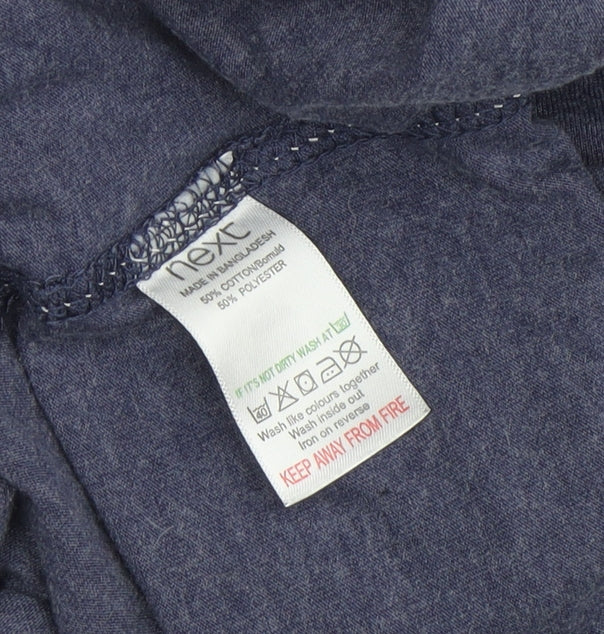 next
MADE IN BANGLADESH
50% COTTON/Bomuld
50% POLYESTER
IF IT'S NOT DIRTY WASH AT 30
40
Wash like colours together
Wash inside out
Iron on reverse
KEEP AWAY FROM FIRE